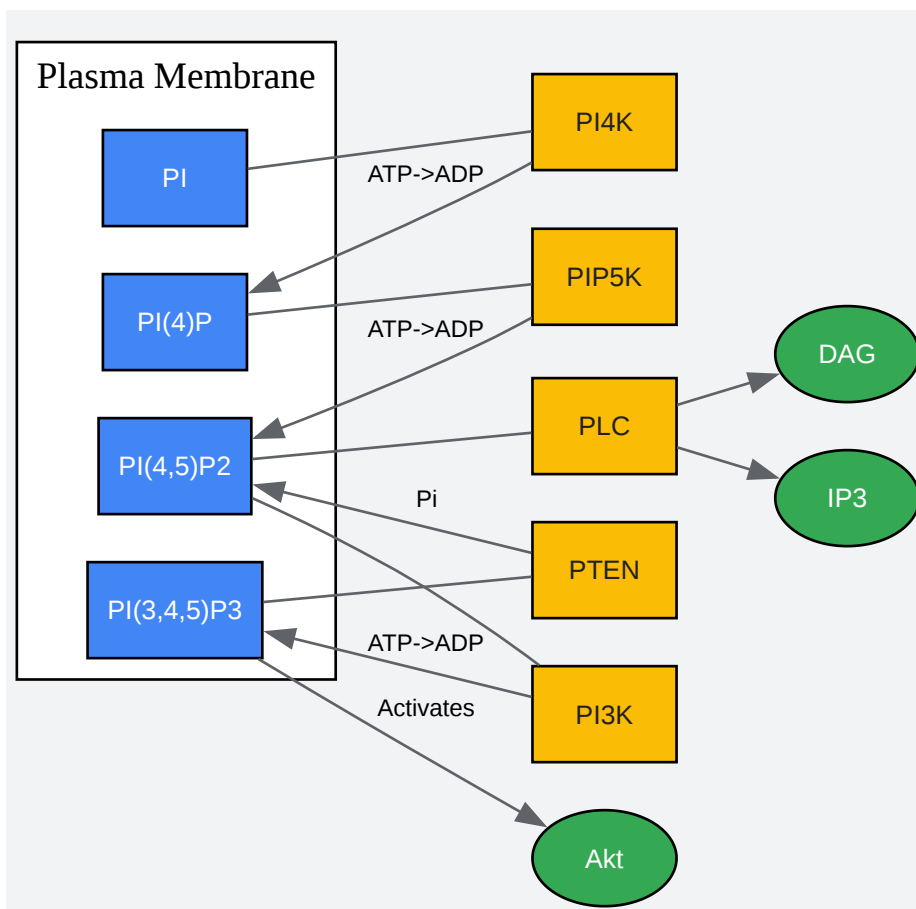 Plasma Membrane
PI
PI(4)P
PI(4,5)P2
PI(3,4,5)P3
ATP->ADP
ATP->ADP
Pi
ATP->ADP
Activates
PI4K
PIP5K
PLC
PTEN
PI3K
Akt
DAG
IP3